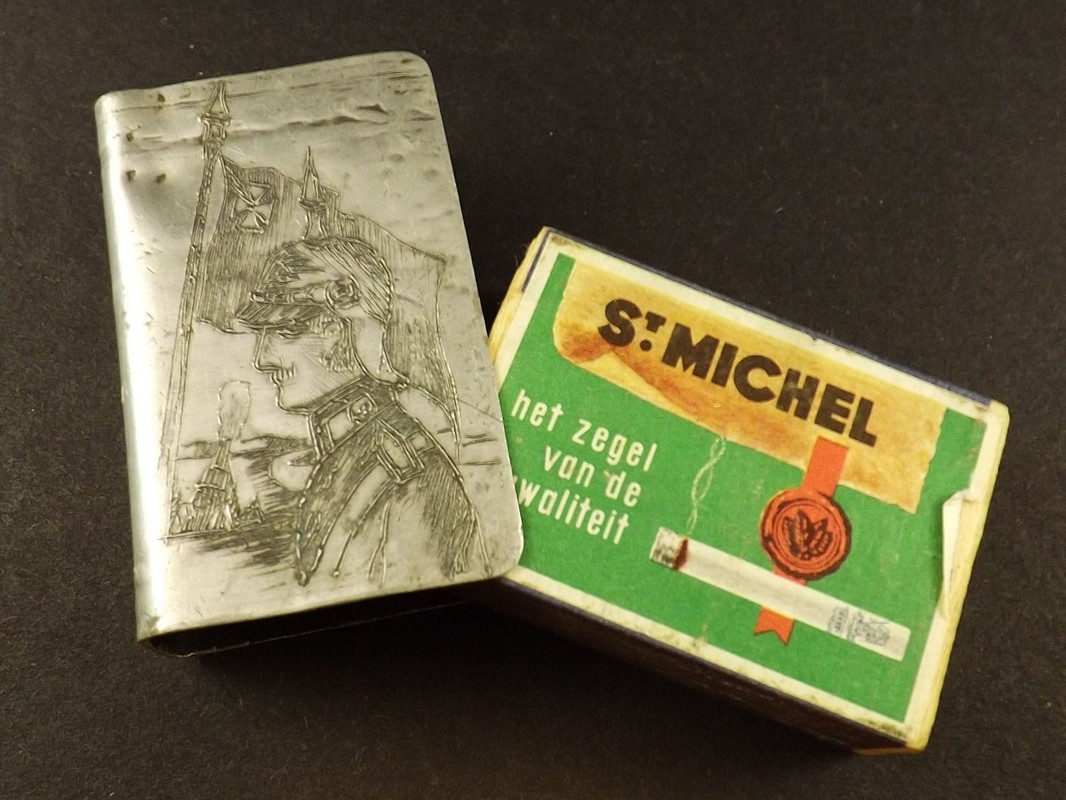 ST. MICHEL
het zegel
van de
kwaliteit